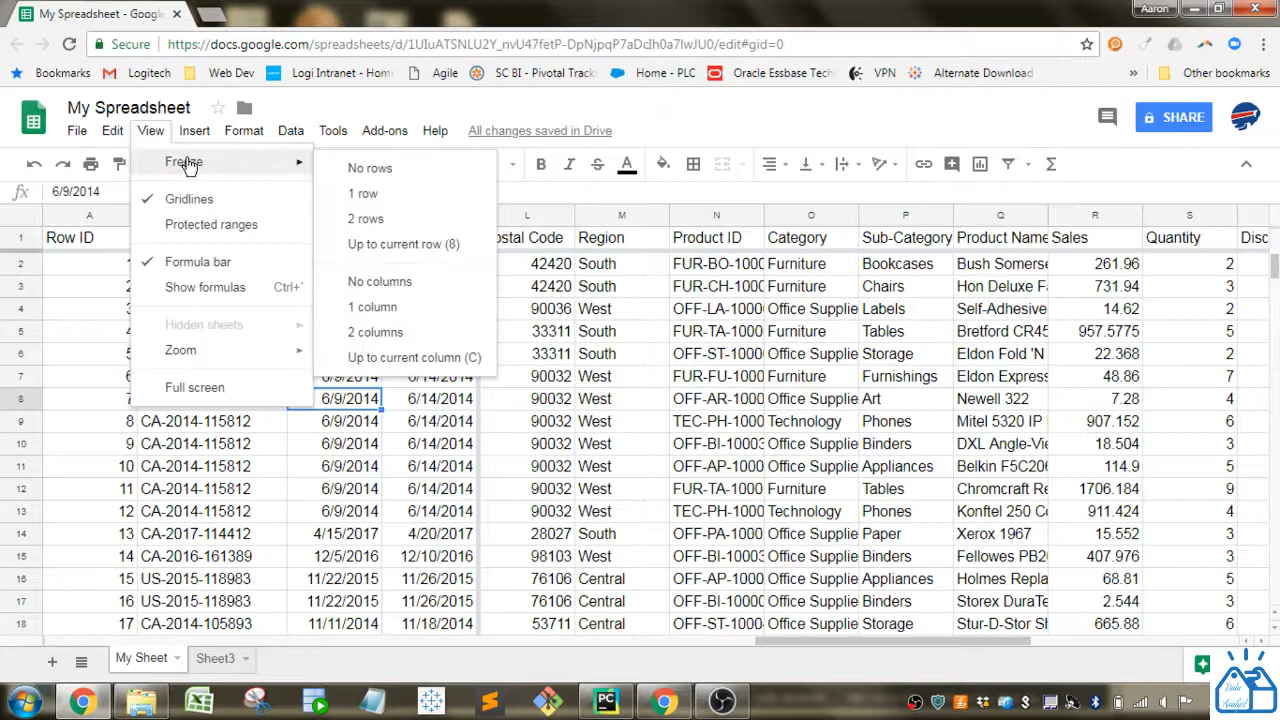 My Spreadsheet - Google
Aaron
Secure
https://docs.google.com/spreadsheets/d/1UIuATSNLU2Y_nvU47IetP-DpNjpqP7aDcIh0a7IwJU0/edit#gid=0
Bookmarks Logitech Web Dev Logi Intranet - Home Agile SC BI - Pivotal Track Home - PLC Oracle Essbase Tech VPN Alternate Download » Other bookmarks
My Spreadsheet
File Edit View Insert Format Data Tools Add-ons Help All changes saved in Drive
SHARE
fx 6/9/2014
Gridlines
Protected ranges
Formula bar
Show formulas Ctrl+`
Hidden sheets
Zoom
Full screen
No rows
1 row
2 rows
Up to current row (8)
No columns
1 column
2 columns
Up to current column (C)
A L M N O P Q R S
1 Row ID ostal Code Region Product ID Category Sub-Category Product Name Sales Quantity Disc
2 42420 South FUR-BO-1000 Furniture Bookcases Bush Somerse 261.96 2
3 42420 South FUR-CH-1000 Furniture Chairs Hon Deluxe Fa 731.94 3
4 90036 West OFF-LA-1000 Office Supplie Labels Self-Adhesive 14.62 2
5 33311 South FUR-TA-1000 Furniture Tables Bretford CR45 957.5775 5
6 33311 South OFF-ST-1000 Office Supplie Storage Eldon Fold 'N 22.368 2
7 6/9/2014 6/14/2014 90032 West FUR-FU-1000 Furniture Furnishings Eldon Express 48.86 7
8 7 6/9/2014 6/14/2014 90032 West OFF-AR-1000 Office Supplie Art Newell 322 7.28 4
9 8 CA-2014-115812 6/9/2014 6/14/2014 90032 West TEC-PH-1000 Technology Phones Mitel 5320 IP 907.152 6
10 9 CA-2014-115812 6/9/2014 6/14/2014 90032 West OFF-BI-10003 Office Supplie Binders DXL Angle-Vie 18.504 3
11 10 CA-2014-115812 6/9/2014 6/14/2014 90032 West OFF-AP-1000 Office Supplie Appliances Belkin F5C206 114.9 5
12 11 CA-2014-115812 6/9/2014 6/14/2014 90032 West FUR-TA-1000 Furniture Tables Chromcraft Re 1706.184 9
13 12 CA-2014-115812 6/9/2014 6/14/2014 90032 West TEC-PH-1000 Technology Phones Konftel 250 C 911.424 4
14 13 CA-2017-114412 4/15/2017 4/20/2017 28027 South OFF-PA-1000 Office Supplie Paper Xerox 1967 15.552 3
15 14 CA-2016-161389 12/5/2016 12/10/2016 98103 West OFF-BI-10003 Office Supplie Binders Fellowes PB20 407.976 3
16 15 US-2015-118983 11/22/2015 11/26/2015 76106 Central OFF-AP-1000 Office Supplie Appliances Holmes Repla 68.81 5
17 16 US-2015-118983 11/22/2015 11/26/2015 76106 Central OFF-BI-10000 Office Supplie Binders Storex DuraTe 2.544 3
18 17 CA-2014-105893 11/11/2014 11/18/2014 53711 Central OFF-ST-1000 Office Supplie Storage Stur-D-Stor Sh 665.88 6
My Sheet Sheet3
Data
Analyst